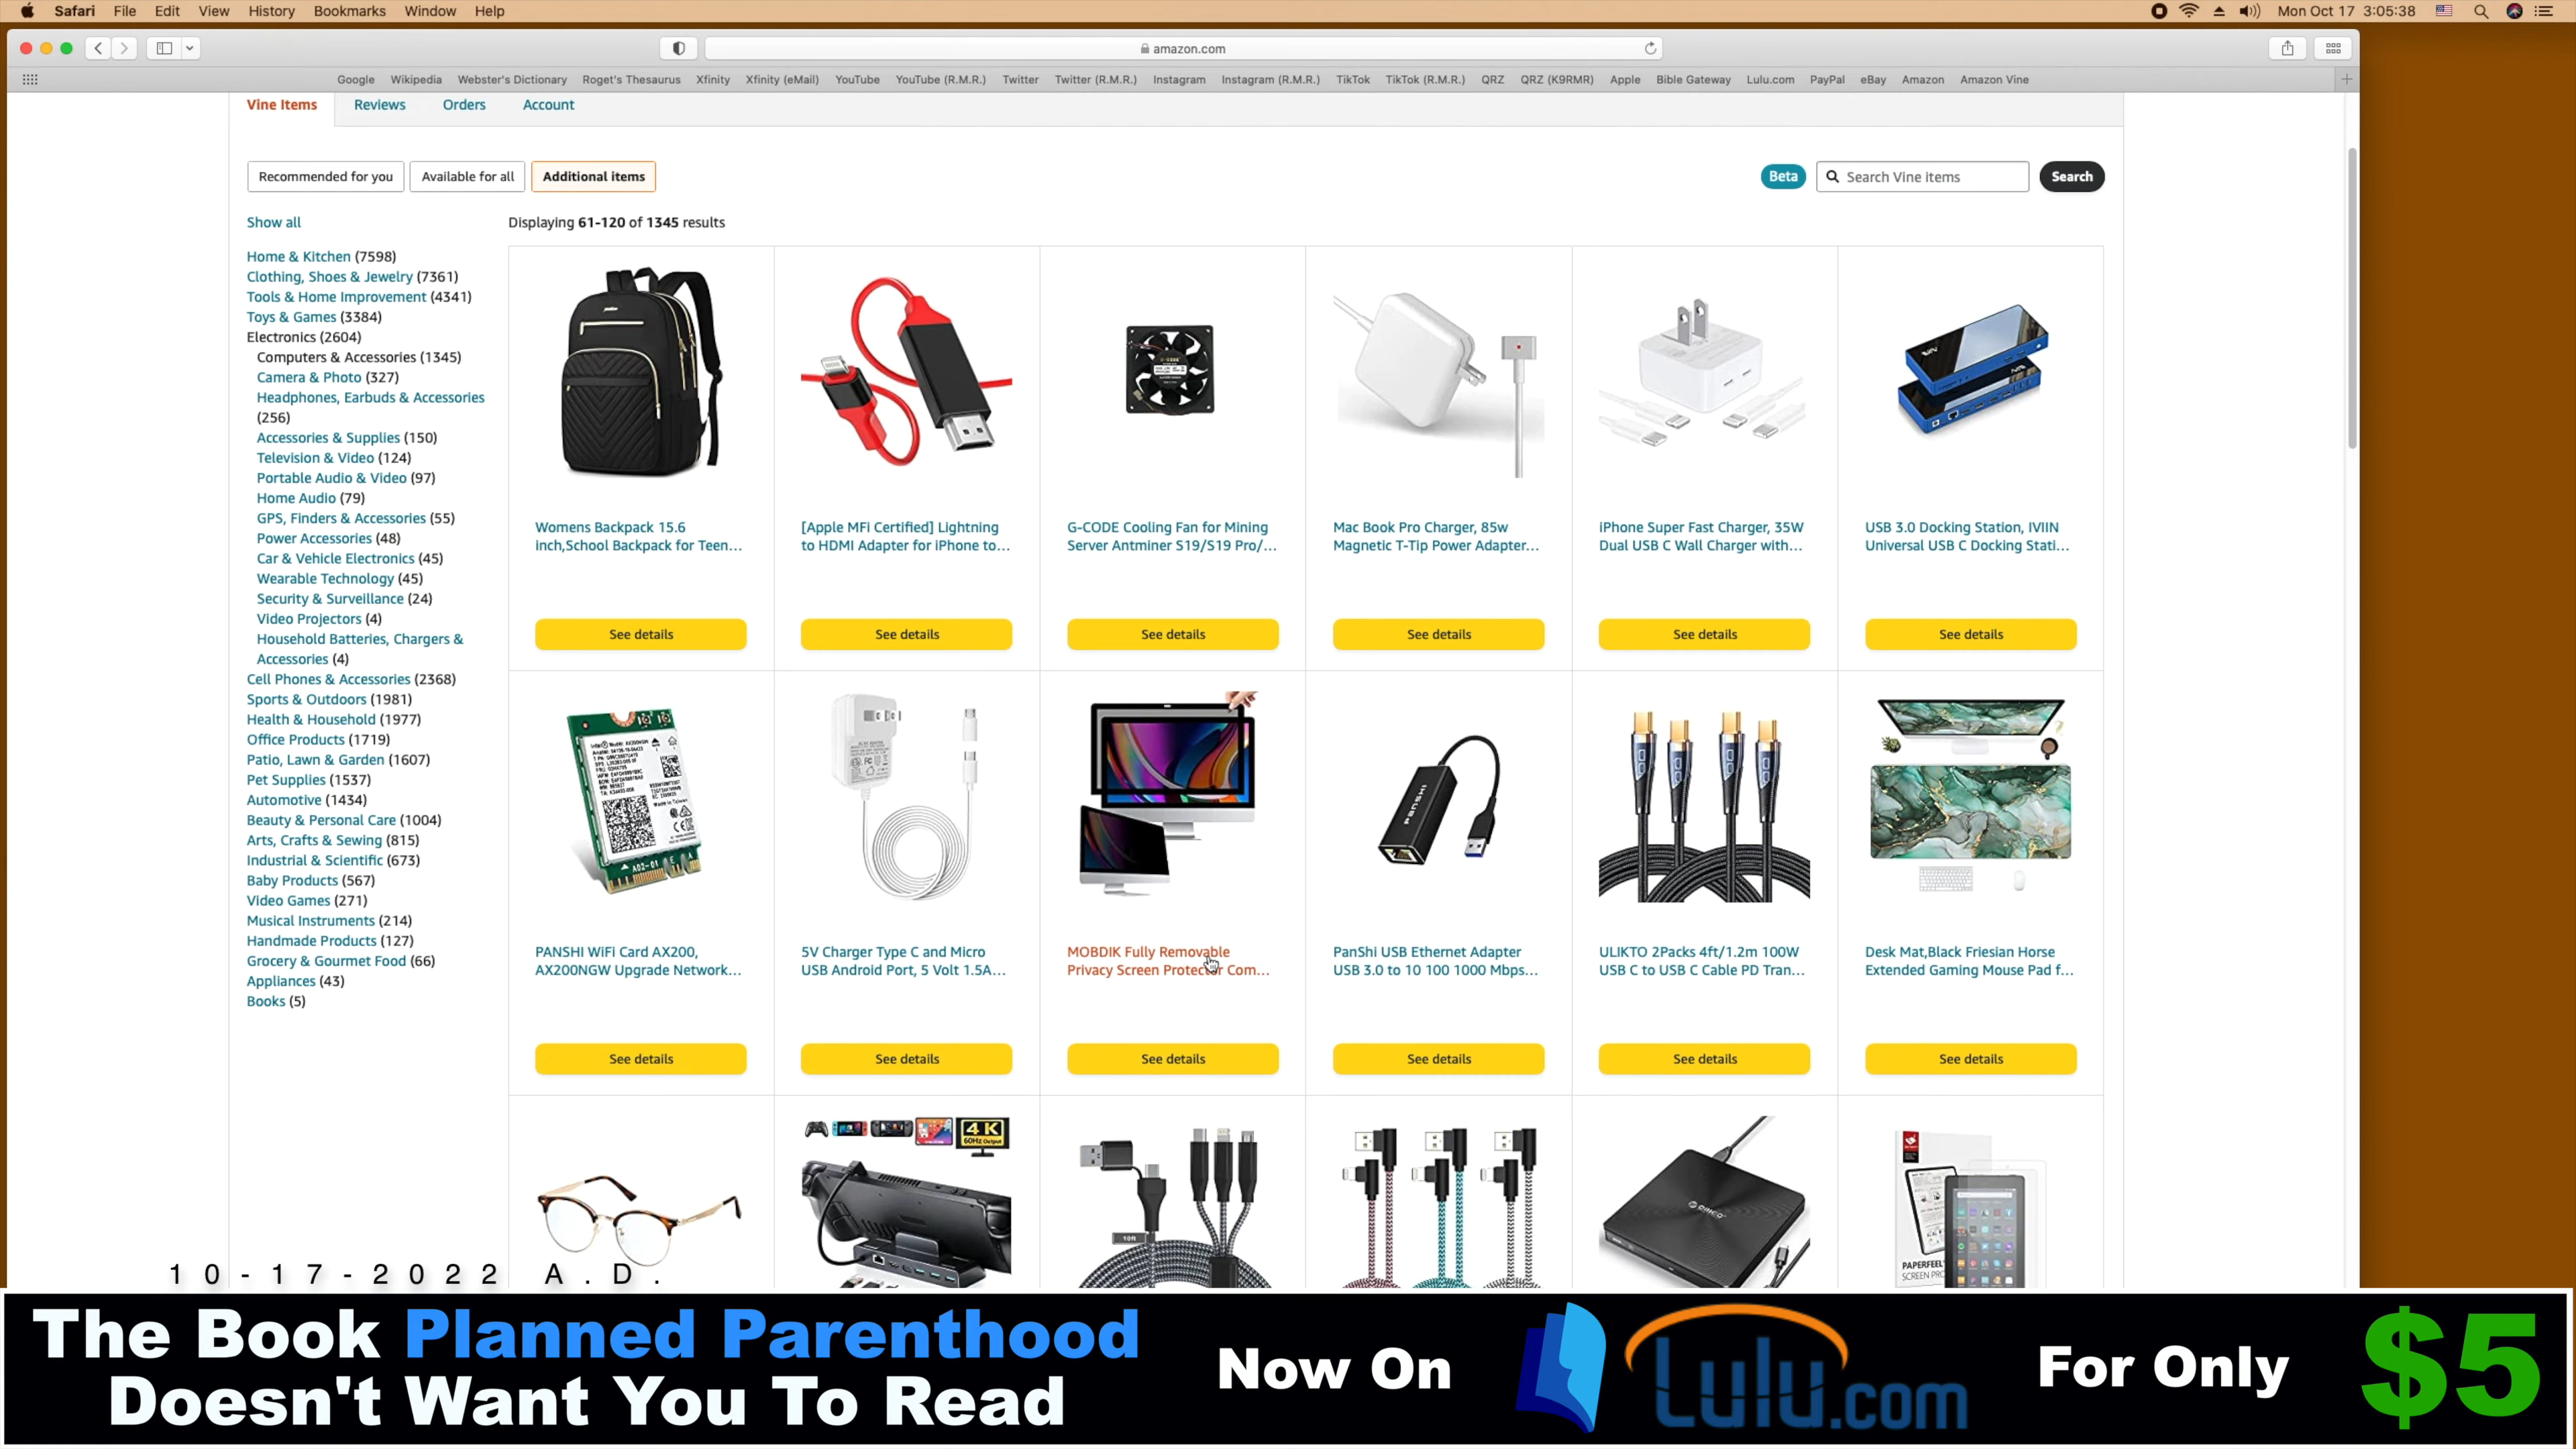 Safari File Edit View History Bookmarks Window Help
Mon Oct 17 3:05:38
amazon.com
Google Wikipedia Webster's Dictionary Roget's Thesaurus Xfinity Xfinity (eMail) YouTube YouTube (R.M.R.) Twitter Twitter (R.M.R.) Instagram Instagram (R.M.R.) TikTok TikTok (R.M.R.) QRZ QRZ (K9RMR) Apple Bible Gateway Lulu.com PayPal eBay Amazon Amazon Vine
Vine Items Reviews Orders Account
Recommended for you Available for all Additional items
Beta Search Vine items Search
Show all
Displaying 61-120 of 1345 results
Home & Kitchen (7598)
Clothing, Shoes & Jewelry (7361)
Tools & Home Improvement (4341)
Toys & Games (3384)
Electronics (2604)
Computers & Accessories (1345)
Camera & Photo (327)
Headphones, Earbuds & Accessories
(256)
Accessories & Supplies (150)
Television & Video (124)
Portable Audio & Video (97)
Home Audio (79)
GPS, Finders & Accessories (55)
Power Accessories (48)
Car & Vehicle Electronics (45)
Wearable Technology (45)
Security & Surveillance (24)
Video Projectors (4)
Household Batteries, Chargers &
Accessories (4)
Cell Phones & Accessories (2368)
Sports & Outdoors (1981)
Health & Household (1977)
Office Products (1719)
Patio, Lawn & Garden (1607)
Pet Supplies (1537)
Automotive (1434)
Beauty & Personal Care (1004)
Arts, Crafts & Sewing (815)
Industrial & Scientific (673)
Baby Products (567)
Video Games (271)
Musical Instruments (214)
Handmade Products (127)
Grocery & Gourmet Food (66)
Appliances (43)
Books (5)
Womens Backpack 15.6
inch,School Backpack for Teen...
See details
[Apple MFi Certified] Lightning
to HDMI Adapter for iPhone to...
See details
G-CODE Cooling Fan for Mining
Server Antminer S19/S19 Pro/...
See details
Mac Book Pro Charger, 85w
Magnetic T-Tip Power Adapter...
See details
iPhone Super Fast Charger, 35W
Dual USB C Wall Charger with...
See details
USB 3.0 Docking Station, IVIIN
Universal USB C Docking Stati...
See details
PANSHI WiFi Card AX200,
AX200NGW Upgrade Network...
See details
5V Charger Type C and Micro
USB Android Port, 5 Volt 1.5A...
See details
MOBDIK Fully Removable
Privacy Screen Protector Com...
See details
PANSHI
PanShi USB Ethernet Adapter
USB 3.0 to 10 100 1000 Mbps...
See details
ULIKTO 2Packs 4ft/1.2m 100W
USB C to USB C Cable PD Tran...
See details
Desk Mat,Black Friesian Horse
Extended Gaming Mouse Pad f...
See details
4K
60Hz Output
10ft
ORICO
PAPERFEEL
10-17-2022 A.D.
The Book Planned Parenthood
Doesn't Want You To Read
Now On
Lulu.com
For Only
$5